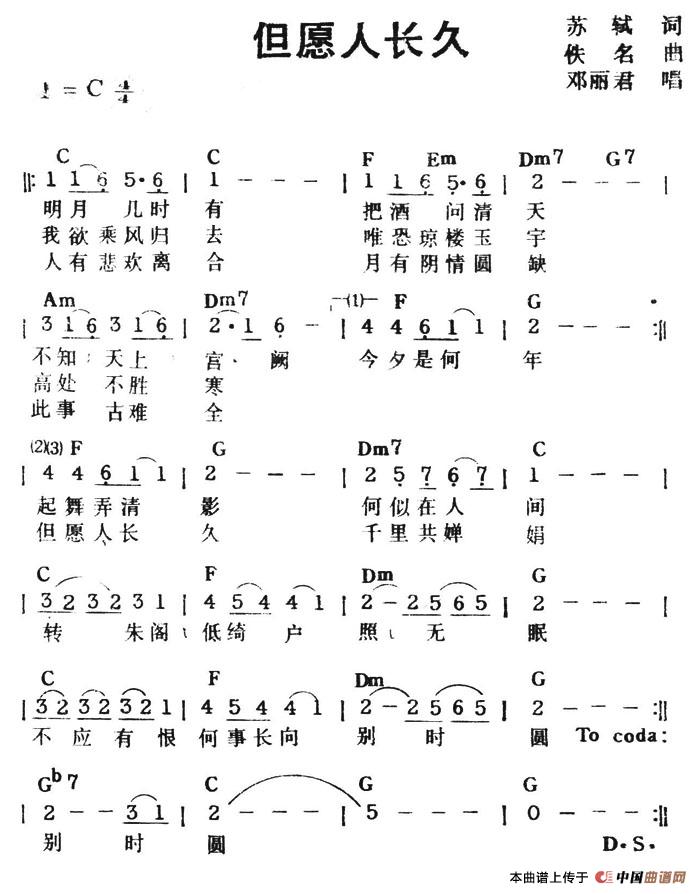 但愿人长久
苏轼 词
佚名 曲
邓丽君 唱
1 = C 4/4
C C F Em Dm7 G7
‖: 1 1 6 5· 6 | 1 - - - | 1 1 6 5· 6 | 2 - - - |
明月 几时 有 把酒 问清 天
我欲乘风归 去 唯恐琼楼玉 宇
人有悲欢离 合 月有阴情圆 缺
Am Dm7 (1) F G
3 1 6 3 1 6 | 2· 1 6 - | 4 4 6 1 1 | 2 - - - :‖
不知 天上 宫 阙 今夕是何 年
高处 不胜 寒
此事 古难 全
(2)(3) F G Dm7 C
4 4 6 1 1 | 2 - - - | 2 5 7 6 7 | 1 - - - |
起舞弄清 影 何似在人 间
但愿人长 久 千里共婵 娟
C F Dm G
3 2 3 2 3 1 | 4 5 4 4 1 | 2 - 2 5 6 5 | 2 - - - |
转 朱阁 低绮 户 照 无 眠
C F Dm G
3 2 3 2 3 2 1 | 4 5 4 4 1 | 2 - 2 5 6 5 | 2 - - - :‖
不应有恨 何事长向 别 时 圆 To coda:
Gb7 C G G
2 - - 3 1 | 2 - - - | 5 - - - | 0 - - - :‖
别 时 圆 D·S·
本曲谱上传于 中国曲谱网